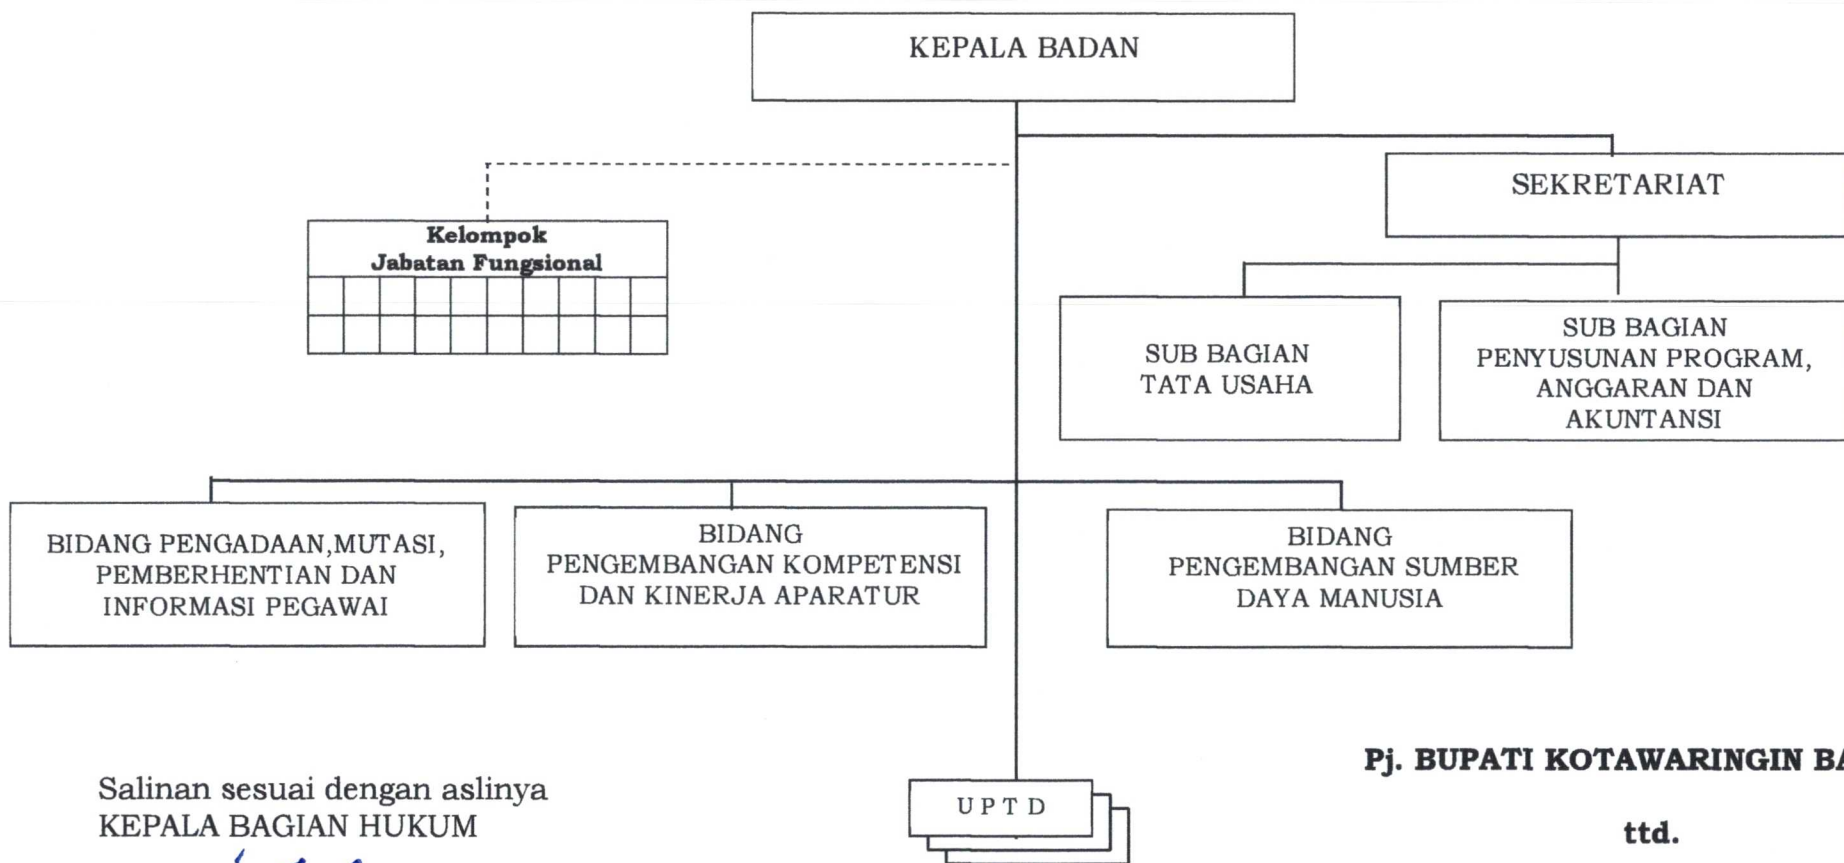 KEPALA BADAN
SEKRETARIAT
Kelompok
Jabatan Fungsional
SUB BAGIAN
TATA USAHA
SUB BAGIAN
PENYUSUNAN PROGRAM,
ANGGARAN DAN
AKUNTANSI
BIDANG PENGADAAN,MUTASI,
PEMBERHENTIAN DAN
INFORMASI PEGAWAI
BIDANG
PENGEMBANGAN KOMPETENSI
DAN KINERJA APARATUR
BIDANG
PENGEMBANGAN SUMBER
DAYA MANUSIA
U P T D
Salinan sesuai dengan aslinya
KEPALA BAGIAN HUKUM
Pj. BUPATI KOTAWARINGIN
ttd.